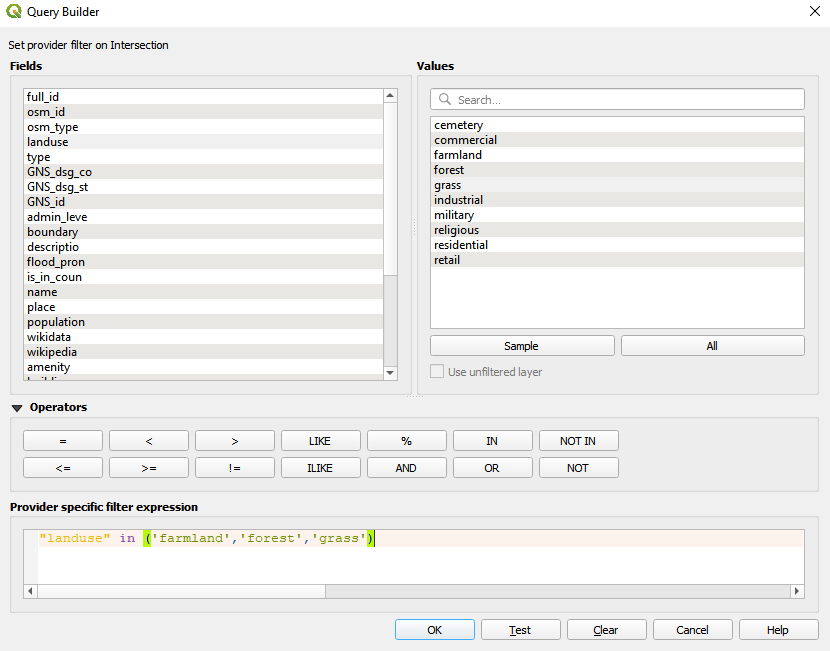 Query Builder
Set provider filter on Intersection
Fields
full_id
osm_id
osm_type
landuse
type
GNS_dsg_co
GNS_dsg_st
GNS_id
admin_leve
boundary
descriptio
flood_pron
is_in_coun
name
place
population
wikidata
wikipedia
amenity
Values
Search...
cemetery
commercial
farmland
forest
grass
industrial
military
religious
residential
retail
Sample All
Use unfiltered layer
Operators
= < > LIKE % IN NOT IN
<= >= != ILIKE AND OR NOT
Provider specific filter expression
"landuse" in ('farmland','forest','grass')
OK Test Clear Cancel Help